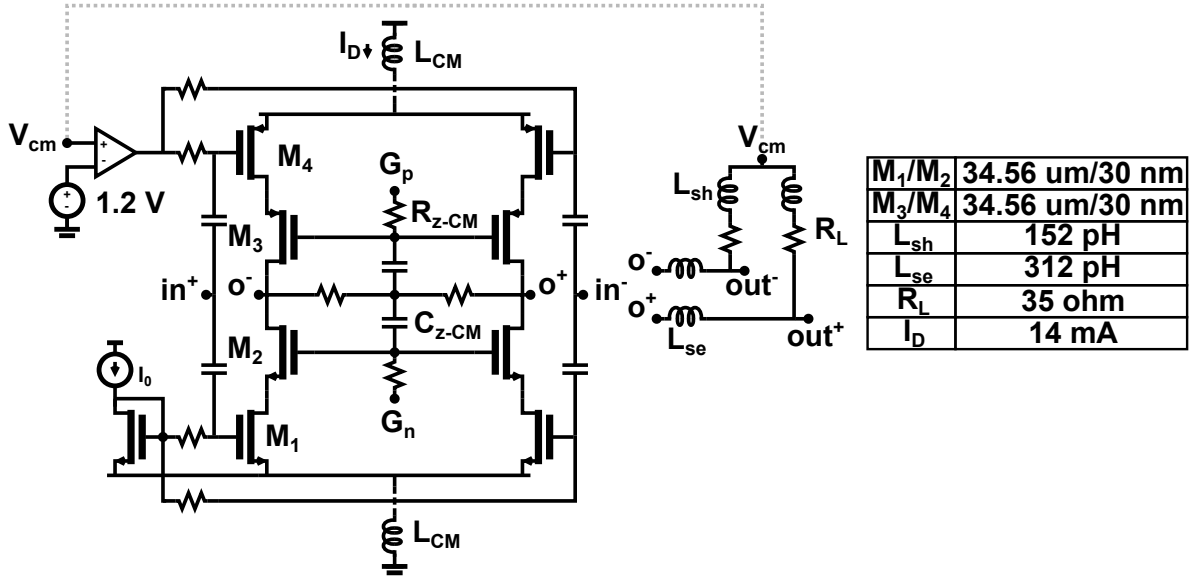 I_D
L_CM
V_cm
+
-
+
-
1.2 V
M_4
G_p
R_z-CM
M_3
in^+
o^-
o^+
in^-
C_z-CM
M_2
I_0
G_n
M_1
L_CM
V_cm
L_sh
R_L
o^-
out^-
o^+
L_se
out^+
M_1/M_2 34.56 um/30 nm
M_3/M_4 34.56 um/30 nm
L_sh 152 pH
L_se 312 pH
R_L 35 ohm
I_D 14 mA